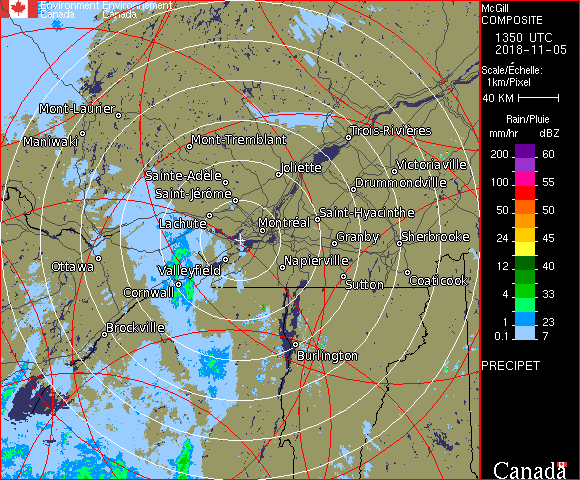 Environment Environnement
Canada Canada
McGill
COMPOSITE
1350 UTC
2018-11-05
Scale/Échelle:
1km/Pixel
40 KM
Rain/Pluie
mm/hr dBZ
200 60
100 55
50 50
24 45
12 40
4 33
1 23
0.1 7
PRECIPET
Canada
Mont-Laurier
Maniwaki
Mont-Tremblant
Trois-Rivières
Joliette
Victoriaville
Sainte-Adèle
Drummondville
Saint-Jérôme
Saint-Hyacinthe
Lachute
Montréal
Granby
Sherbrooke
Ottawa
Valleyfield
Napierville
Sutton
Coaticook
Cornwall
Brockville
Burlington